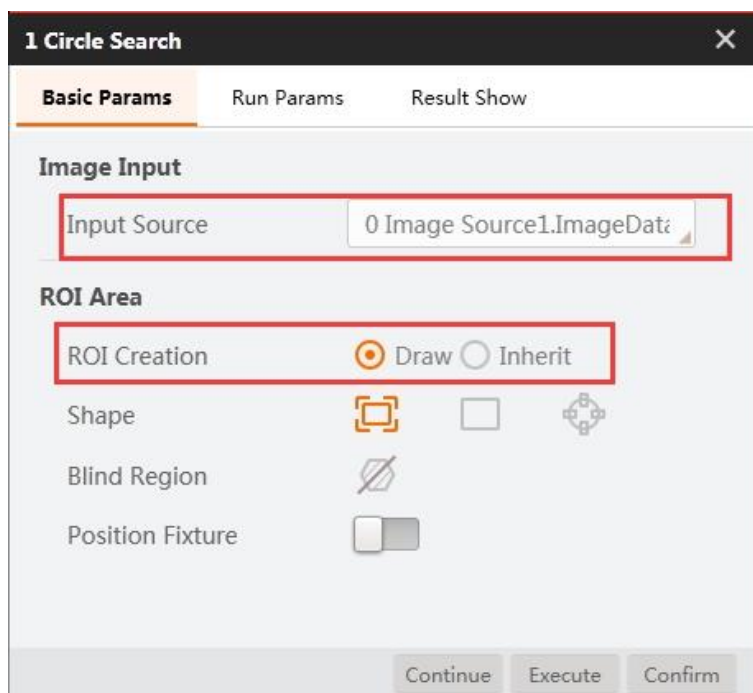 1 Circle Search
Basic Params Run Params Result Show
Image Input
Input Source 0 Image Source1.ImageData
ROI Area
ROI Creation Draw Inherit
Shape
Blind Region
Position Fixture
Continue Execute Confirm